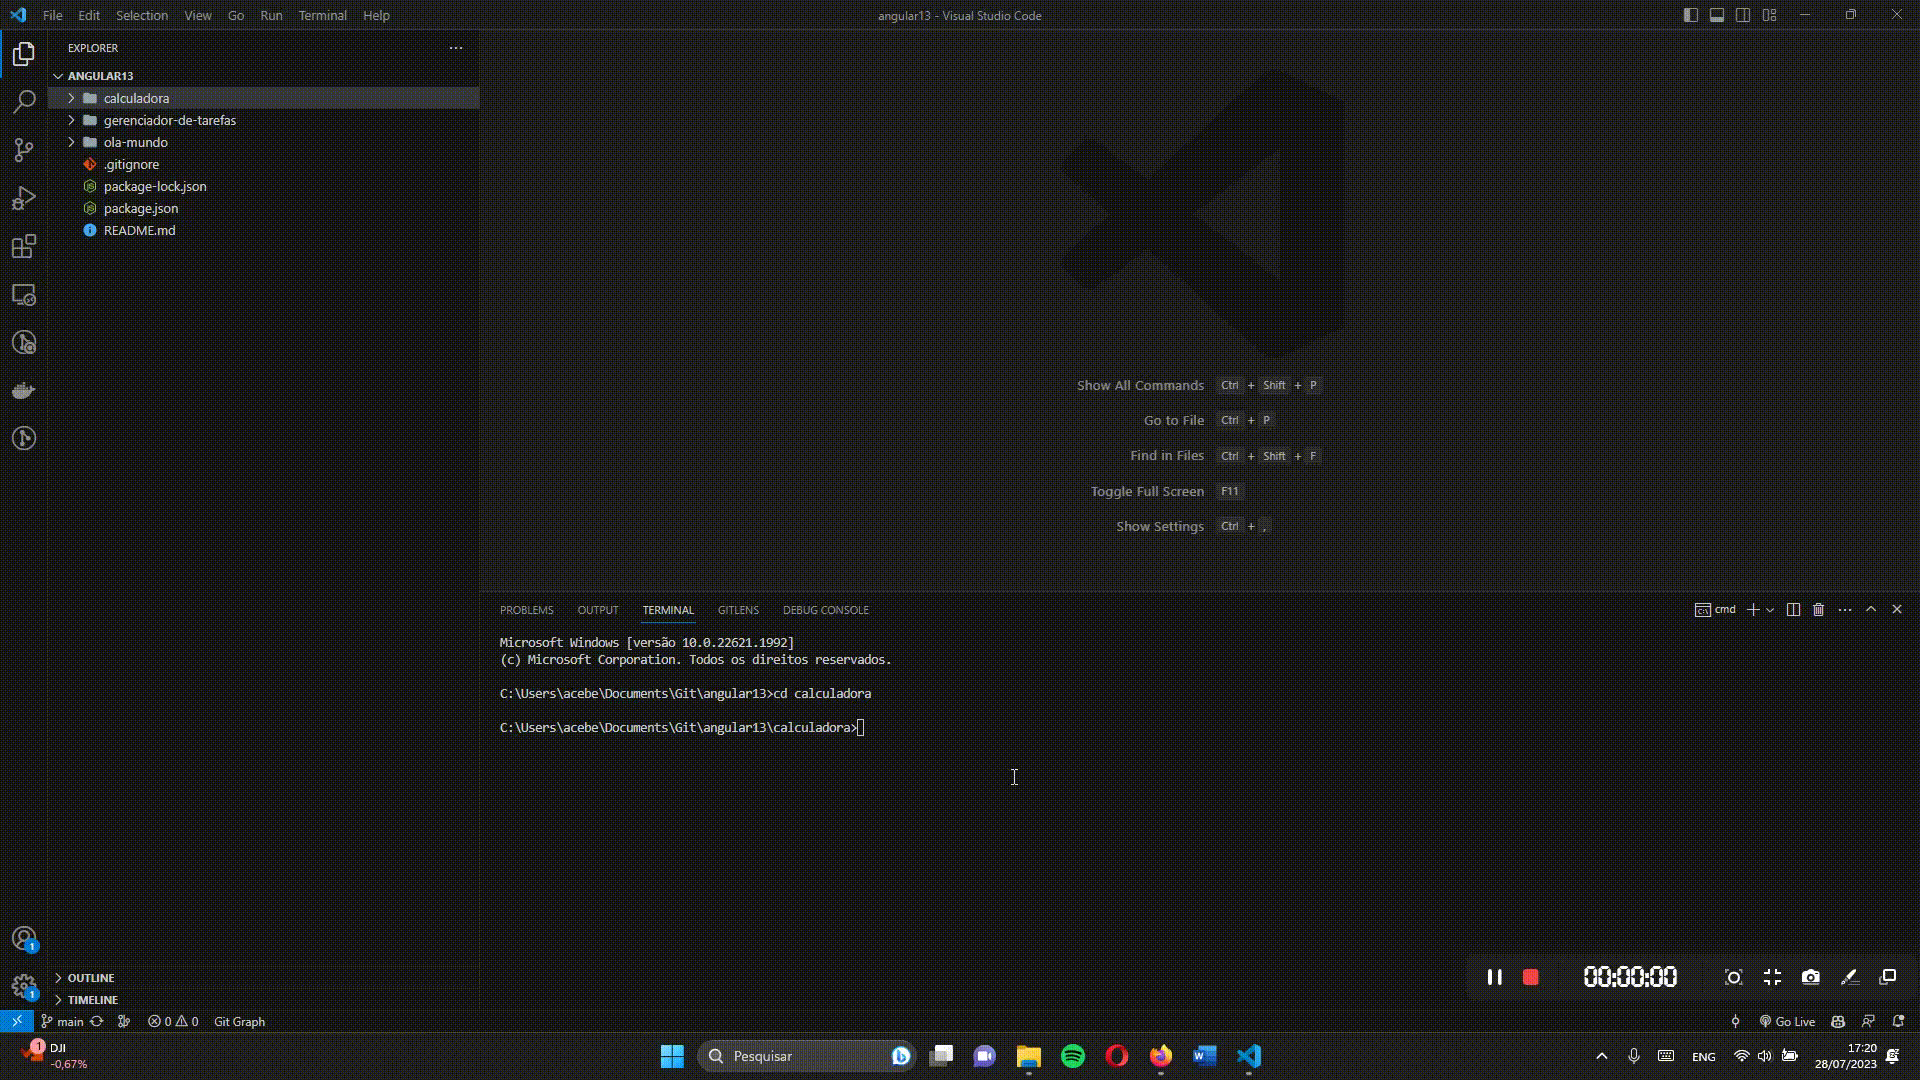 File Edit Selection View Go Run Terminal Help
angular13 - Visual Studio Code
EXPLORER
ANGULAR13
calculadora
gerenciador-de-tarefas
ola-mundo
.gitignore
package-lock.json
package.json
README.md
OUTLINE
TIMELINE
Show All Commands Ctrl + Shift + P
Go to File Ctrl + P
Find in Files Ctrl + Shift + F
Toggle Full Screen F11
Show Settings Ctrl + ,
PROBLEMS OUTPUT TERMINAL GITLENS DEBUG CONSOLE
cmd
Microsoft Windows [versão 10.0.22621.1992]
(c) Microsoft Corporation. Todos os direitos reservados.
C:\Users\acebe\Documents\Git\angular13>cd calculadora
C:\Users\acebe\Documents\Git\angular13\calculadora>
00:00:00
1
1
main 0 0 Git Graph
Go Live
1
DJI
-0,67%
Pesquisar
ENG
17:20
28/07/2023